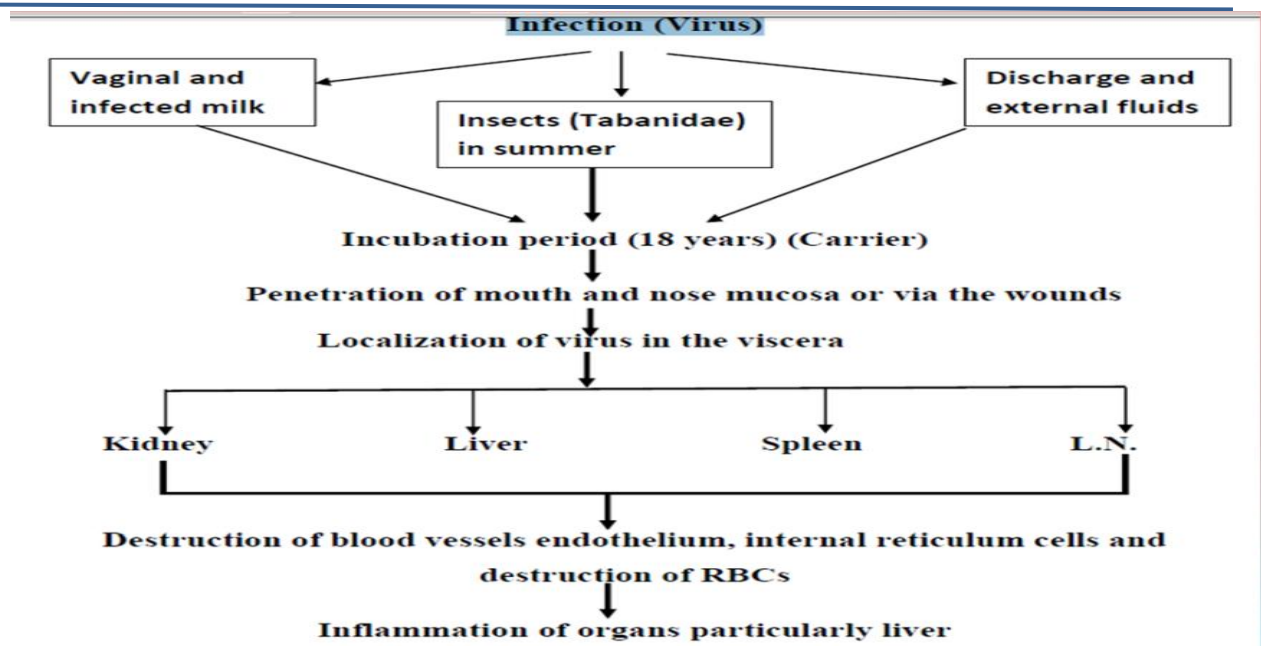 Infection (Virus)
Vaginal and
infected milk
Insects (Tabanidae)
in summer
Discharge and
external fluids
Incubation period (18 years) (Carrier)
Penetration of mouth and nose mucosa or via the wounds
Localization of virus in the viscera
Kidney
Liver
Spleen
L.N.
Destruction of blood vessels endothelium, internal reticulum cells and
destruction of RBCs
Inflammation of organs particularly liver